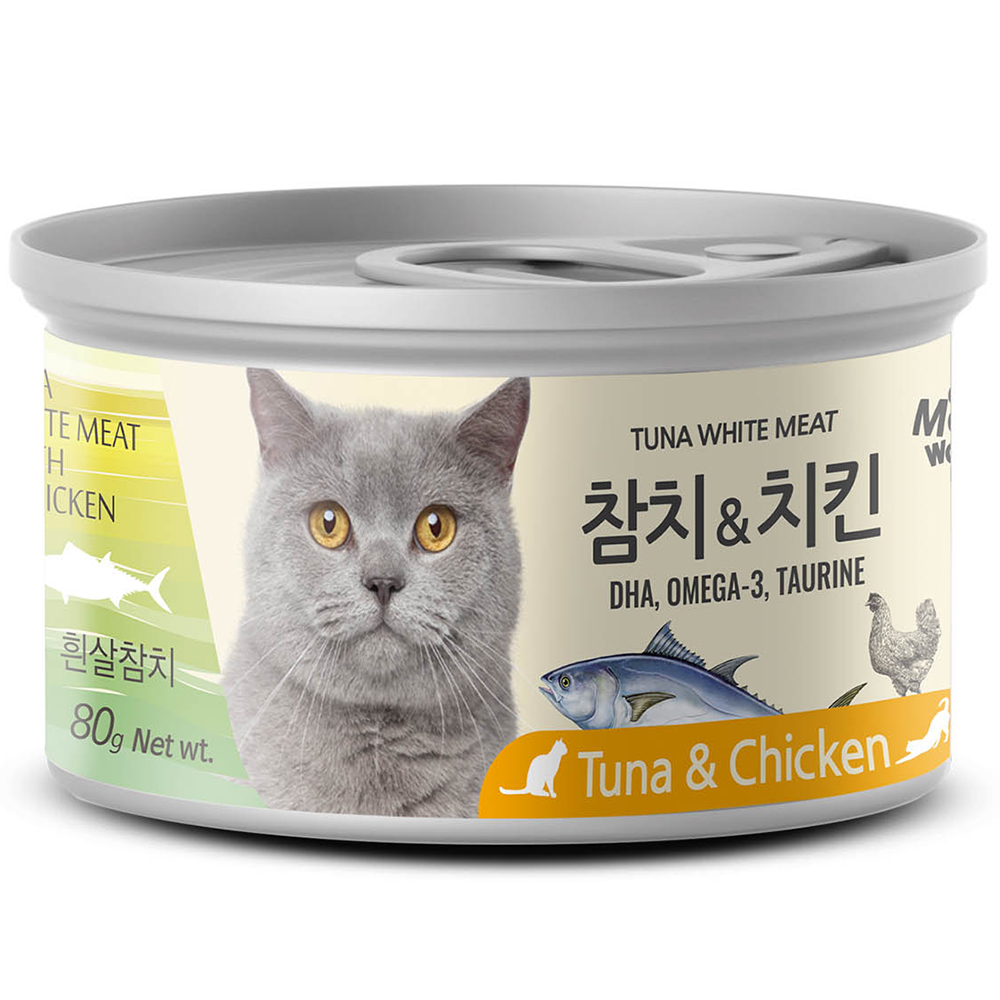 MEAT
흰살참치
80g Net wt.
TUNA WHITE MEAT
참치&치킨
DHA, OMEGA-3, TAURINE
Tuna & Chicken